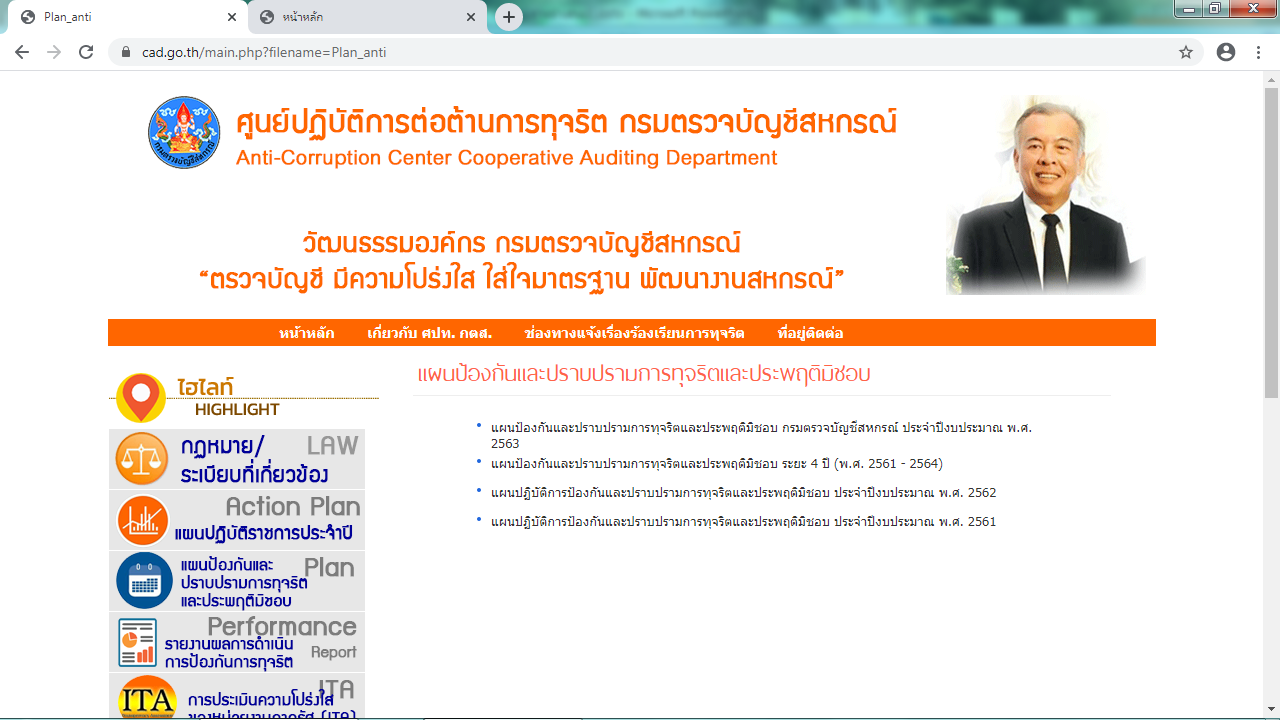 Plan_anti
หน้าหลัก
cad.go.th/main.php?filename=Plan_anti
ศูนย์ปฏิบัติการต่อต้านการทุจริต กรมตรวจบัญชีสหกรณ์
Anti-Corruption Center Cooperative Auditing Department
วัฒนธรรมองค์กร กรมตรวจบัญชีสหกรณ์
“ตรวจบัญชี มีความโปร่งใส ใส่ใจมาตรฐาน พัฒนางานสหกรณ์”
หน้าหลัก เกี่ยวกับ ศปท. กตส. ช่องทางแจ้งเรื่องร้องเรียนการทุจริต ที่อยู่ติดต่อ
ไฮไลท์
HIGHLIGHT
กฎหมาย/ LAW
ระเบียบที่เกี่ยวข้อง
Action Plan
แผนปฏิบัติราชการประจำปี
แผนป้องกันและ Plan
ปราบปรามการทุจริต
และประพฤติมิชอบ
Performance
รายงานผลการดำเนิน
การป้องกันการทุจริต Report
ITA ITA
การประเมินความโปร่งใส
แผนป้องกันและปราบปรามการทุจริตและประพฤติมิชอบ
แผนป้องกันและปราบปรามการทุจริตและประพฤติมิชอบ กรมตรวจบัญชีสหกรณ์ ประจำปีงบประมาณ พ.ศ.
2563
แผนป้องกันและปราบปรามการทุจริตและประพฤติมิชอบ ระยะ 4 ปี (พ.ศ. 2561 - 2564)
แผนปฏิบัติการป้องกันและปราบปรามการทุจริตและประพฤติมิชอบ ประจำปีงบประมาณ พ.ศ. 2562
แผนปฏิบัติการป้องกันและปราบปรามการทุจริตและประพฤติมิชอบ ประจำปีงบประมาณ พ.ศ. 2561